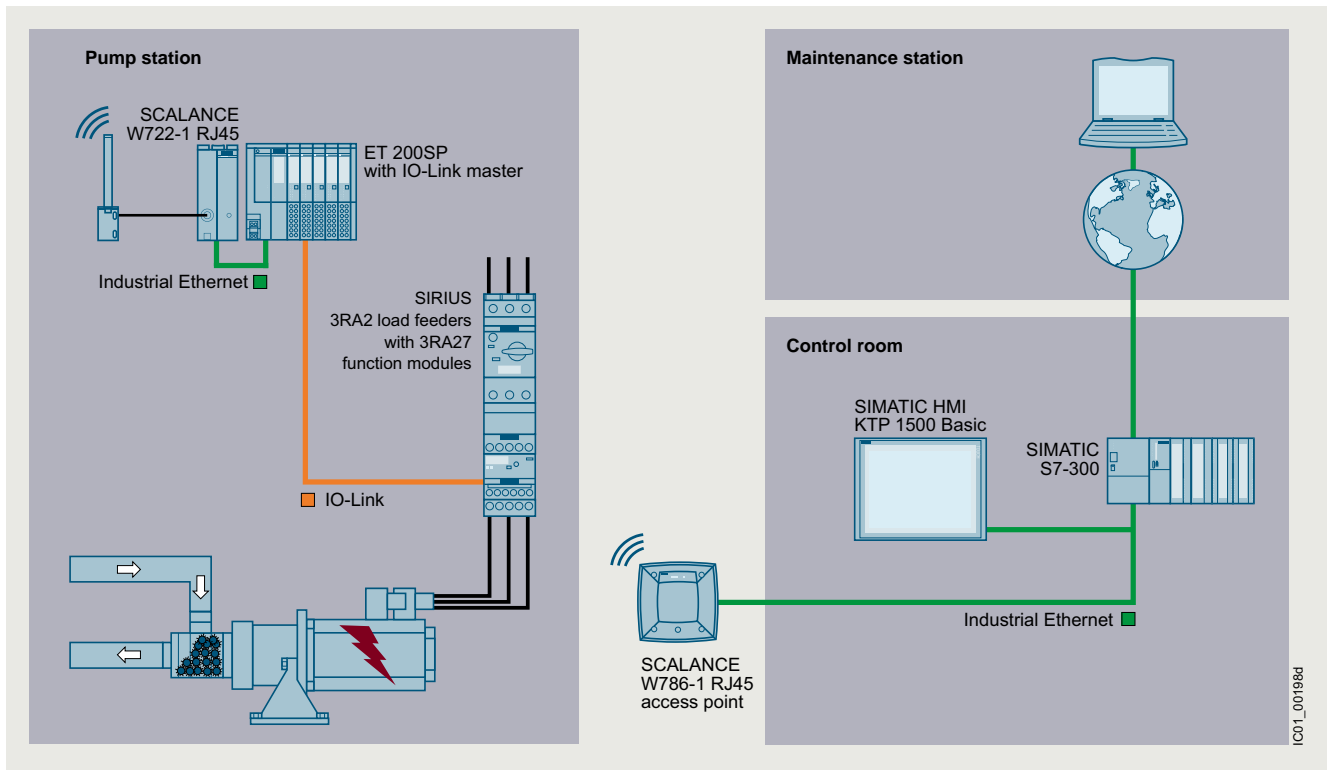 Pump station
SCALANCE
W722-1 RJ45
ET 200SP
with IO-Link master
Industrial Ethernet
SIRIUS
3RA2 load feeders
with 3RA27
function modules
IO-Link
Maintenance station
Control room
SIMATIC HMI
KTP 1500 Basic
SIMATIC
S7-300
Industrial Ethernet
SCALANCE
W786-1 RJ45
access point
IC01_00198d